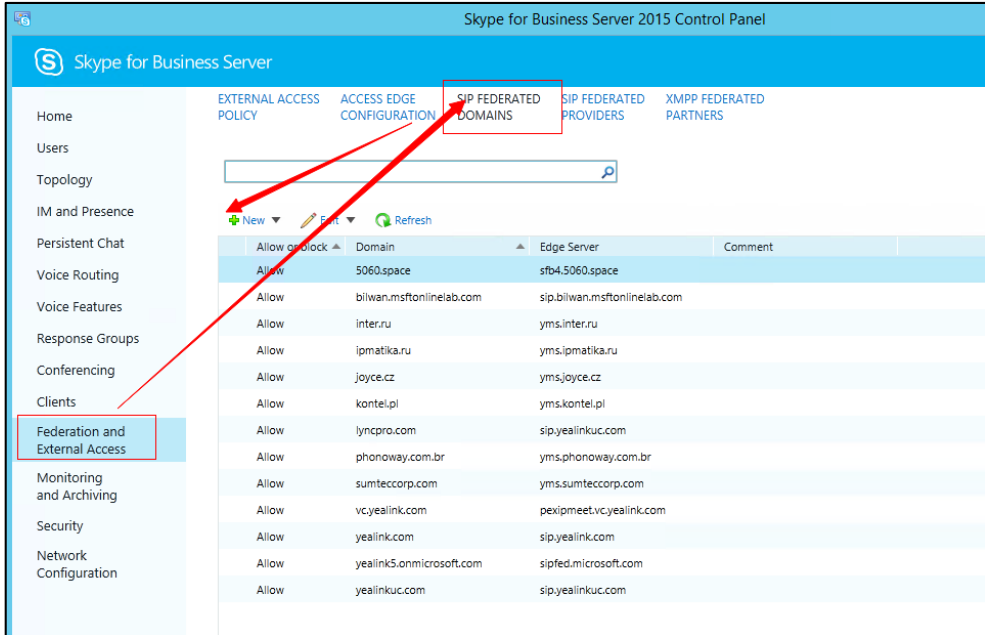 Skype for Business Server 2015 Control Panel
Skype for Business Server
EXTERNAL ACCESS POLICY
ACCESS EDGE CONFIGURATION
SIP FEDERATED DOMAINS
SIP FEDERATED PROVIDERS
XMPP FEDERATED PARTNERS
Home
Users
Topology
IM and Presence
Persistent Chat
Voice Routing
Voice Features
Response Groups
Conferencing
Clients
Federation and
External Access
Monitoring
and Archiving
Security
Network
Configuration
New Edit Refresh
Allow or block Domain Edge Server Comment
Allow 5060.space sfb4.5060.space
Allow bilwan.msftonlinelab.com sip.bilwan.msftonlinelab.com
Allow inter.ru yms.inter.ru
Allow ipmatika.ru yms.ipmatika.ru
Allow joyce.cz yms.joyce.cz
Allow kontel.pl yms.kontel.pl
Allow lyncpro.com sip.yealinkuc.com
Allow phonoway.com.br yms.phonoway.com.br
Allow sumteccorp.com yms.sumteccorp.com
Allow vc.yealink.com pexipmeet.vc.yealink.com
Allow yealink.com sip.yealink.com
Allow yealink5.onmicrosoft.com sipfed.microsoft.com
Allow yealinkuc.com sip.yealinkuc.com